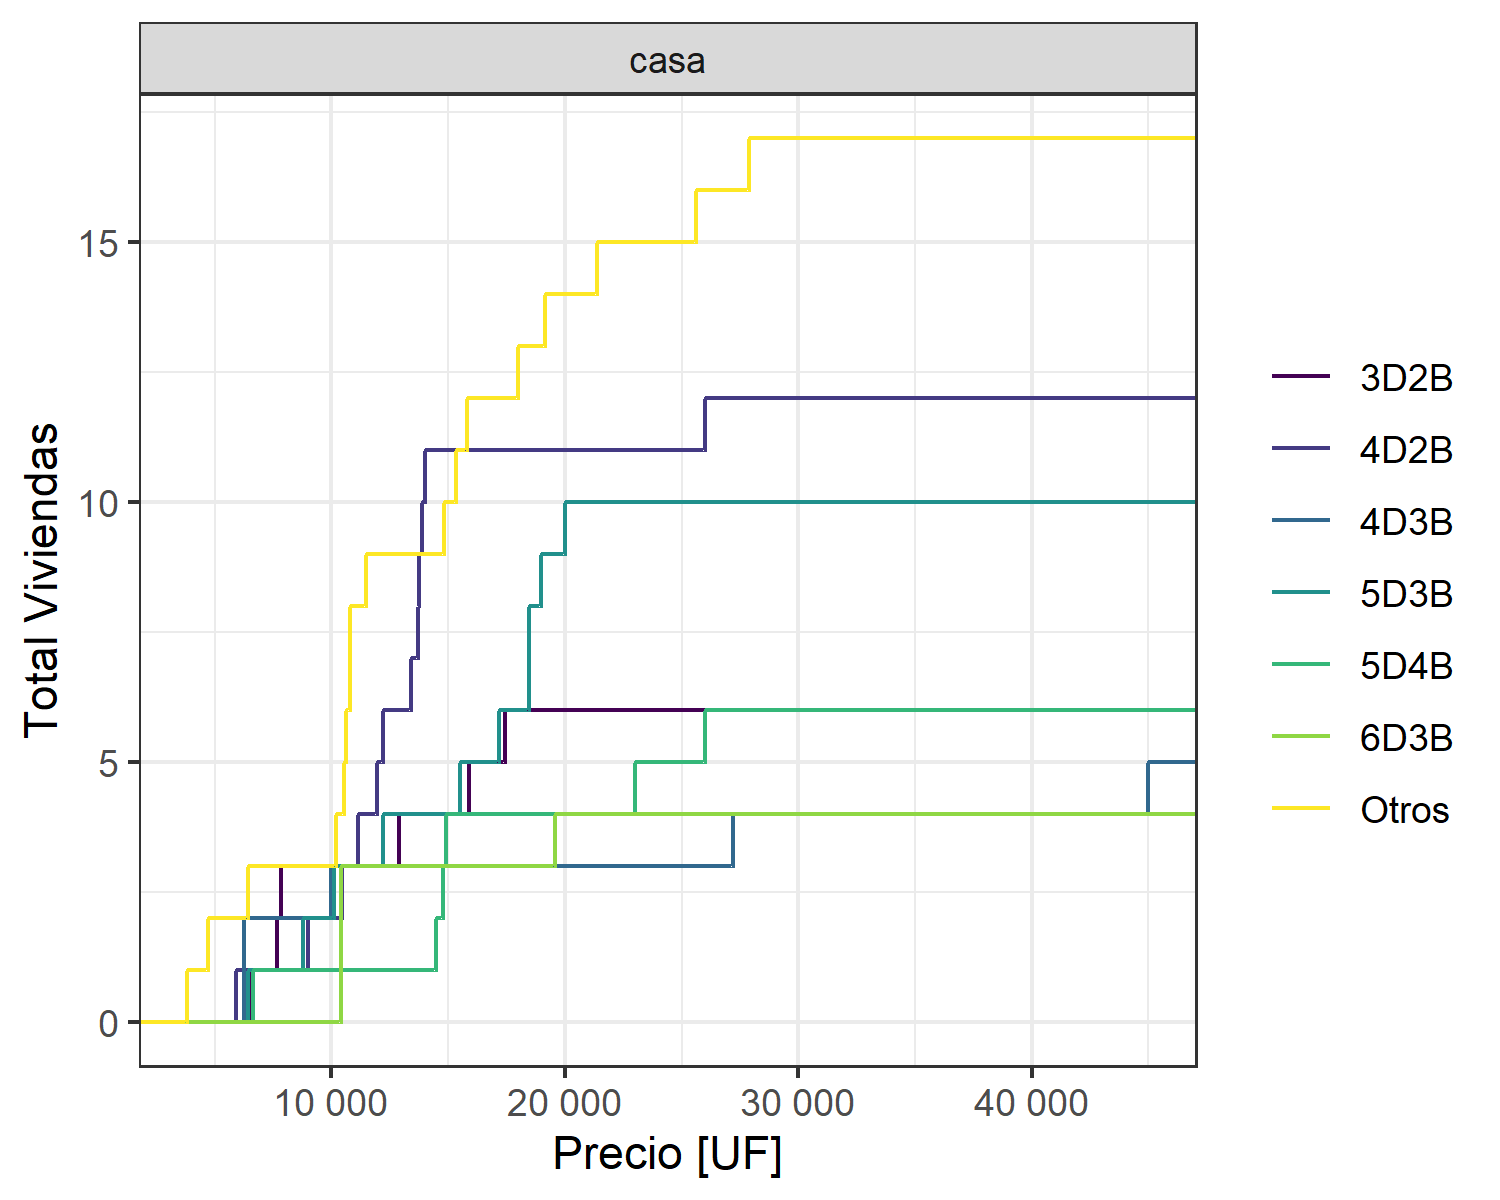 casa
Total Viviendas
15
10
5
0
10 000
20 000
30 000
40 000
Precio [UF]
3D2B
4D2B
4D3B
5D3B
5D4B
6D3B
Otros